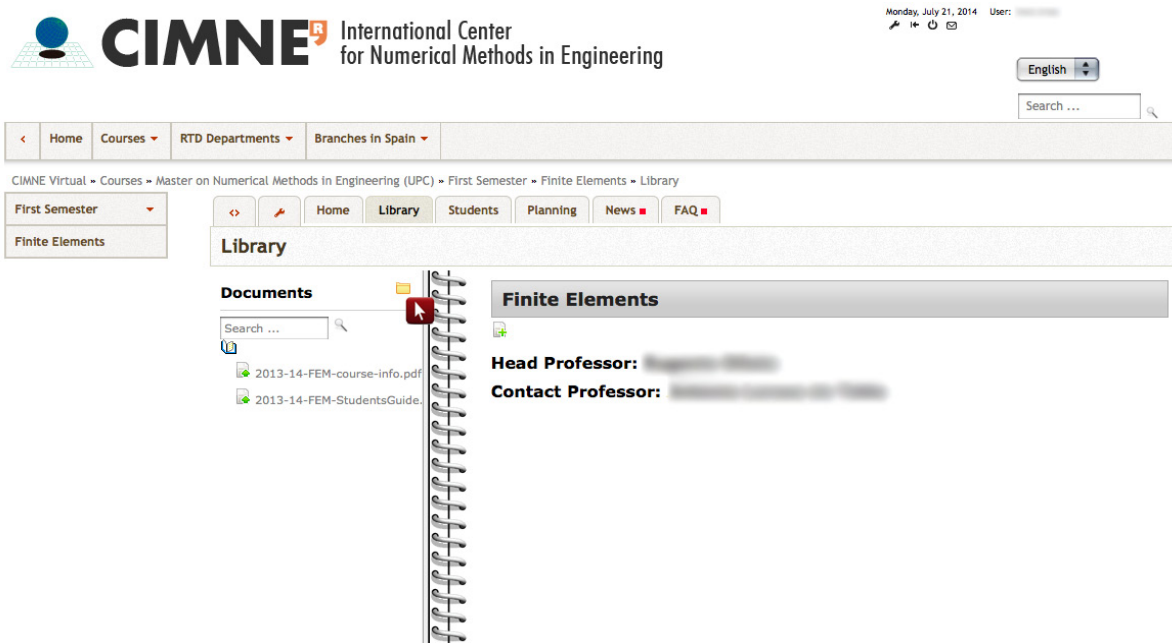 Monday, July 21, 2014 User:
CIMNE
International Center
for Numerical Methods in Engineering
English
Search ...
Home Courses RTD Departments Branches in Spain
CIMNE Virtual » Courses » Master on Numerical Methods in Engineering (UPC) » First Semester » Finite Elements » Library
First Semester
Finite Elements
Home Library Students Planning News FAQ
Library
Documents
Search ...
2013-14-FEM-course-info.pdf
2013-14-FEM-StudentsGuide.
Finite Elements
Head Professor:
Contact Professor: